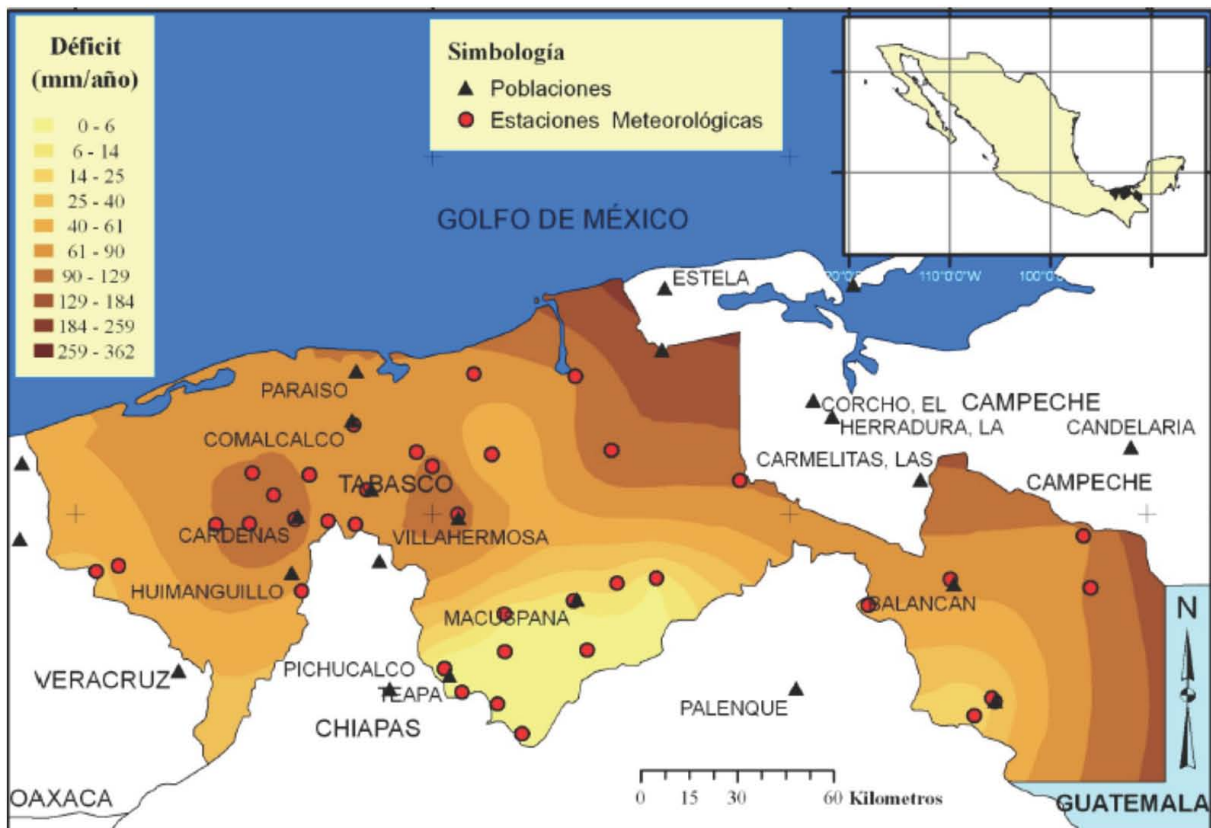 Déficit
(mm/año)
0 - 6
6 - 14
14 - 25
25 - 40
40 - 61
61 - 90
90 - 129
129 - 184
184 - 259
259 - 362
Simbología
Poblaciones
Estaciones Meteorológicas
110°0'0"W
100°0'
GOLFO DE MÉXICO
ESTELA
PARAISO
COMALCALCO
TABASCO
CARDENAS
VILLAHERMOSA
HUIMANGUILLO
MACUSPANA
PICHUCALCO
TEAPA
VERACRUZ
CHIAPAS
OAXACA
PALENQUE
CORCHO, EL
CAMPECHE
HERRADURA, LA
CANDELARIA
CARMELITAS, LAS
CAMPECHE
BALANCAN
N
0 15 30 60 Kilometros
GUATEMALA